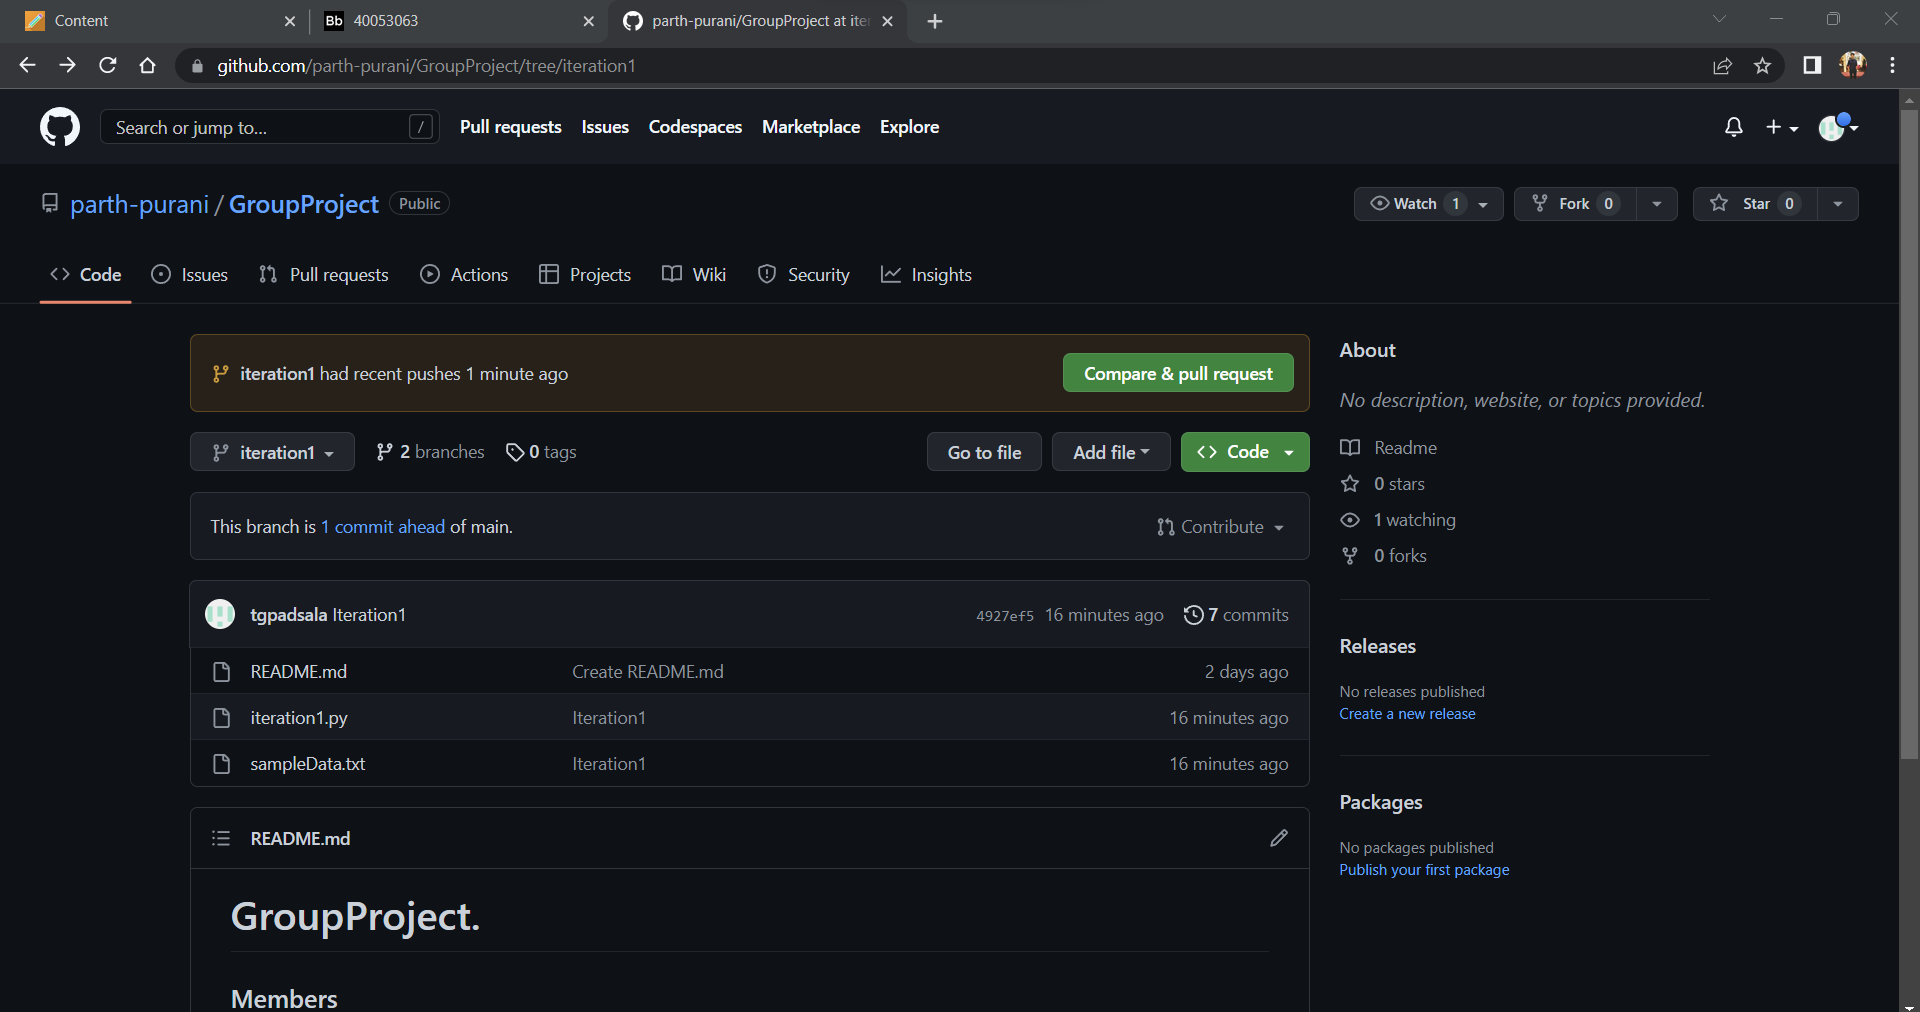 Content
Bb 40053063
parth-purani/GroupProject at ite
github.com/parth-purani/GroupProject/tree/iteration1
Search or jump to... /
Pull requests Issues Codespaces Marketplace Explore
parth-purani / GroupProject Public
Watch 1 Fork 0 Star 0
Code Issues Pull requests Actions Projects Wiki Security Insights
iteration1 had recent pushes 1 minute ago
Compare & pull request
iteration1 2 branches 0 tags
Go to file Add file Code
This branch is 1 commit ahead of main.
Contribute
tgpadsala Iteration1 4927ef5 16 minutes ago 7 commits
README.md Create README.md 2 days ago
iteration1.py Iteration1 16 minutes ago
sampleData.txt Iteration1 16 minutes ago
README.md
GroupProject.
Members
About
No description, website, or topics provided.
Readme
0 stars
1 watching
0 forks
Releases
No releases published
Create a new release
Packages
No packages published
Publish your first package